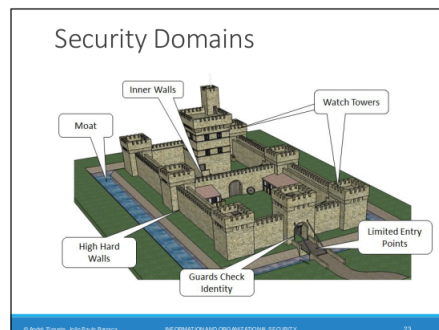 Security Domains
Inner Walls
Watch Towers
Moat
High Hard
Walls
Limited Entry
Points
Guards Check
Identity
INFORMATION AND ORGANIZATIONAL SECURITY